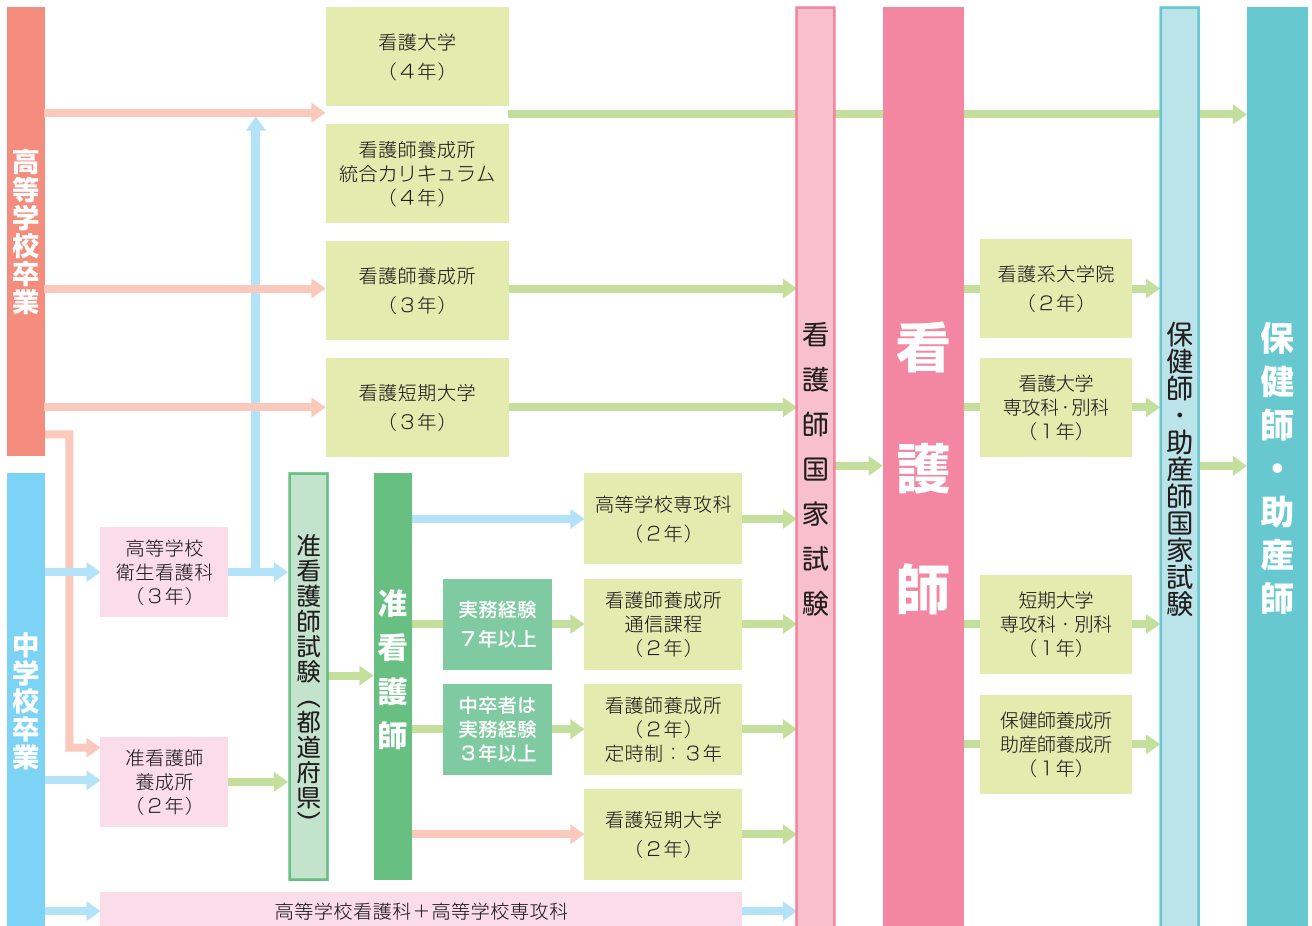 高等学校卒業
中学校卒業
看護大学
（４年）
看護師養成所
統合カリキュラム
（４年）
看護師養成所
（３年）
看護短期大学
（３年）
高等学校
衛生看護科
（３年）
准看護師
養成所
（２年）
准看護師試験（都道府県）
准看護師
実務経験
７年以上
中卒者は
実務経験
３年以上
高等学校専攻科
（２年）
看護師養成所
通信課程
（２年）
看護師養成所
（２年）
定時制：３年
看護短期大学
（２年）
高等学校看護科＋高等学校専攻科
看護師国家試験
看護師
看護系大学院
（２年）
看護大学
専攻科・別科
（１年）
短期大学
専攻科・別科
（１年）
保健師養成所
助産師養成所
（１年）
保健師・助産師国家試験
保健師・助産師